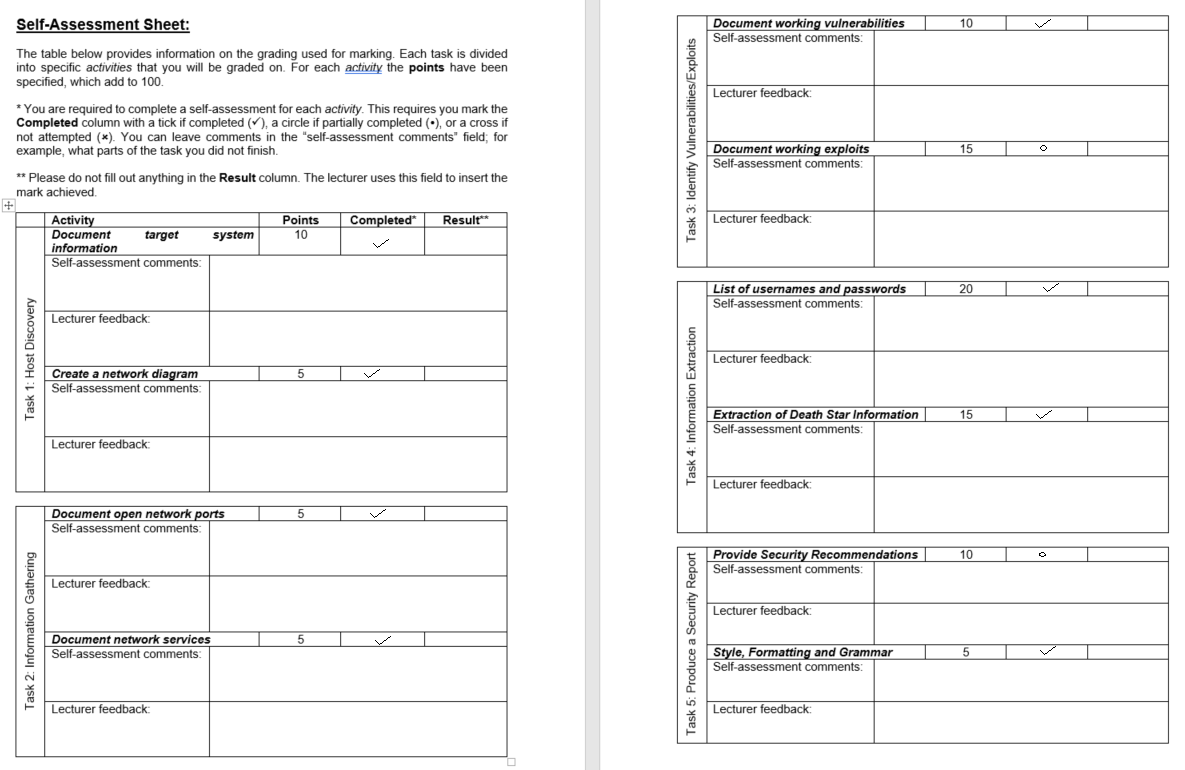 Self-Assessment Sheet:
The table below provides information on the grading used for marking. Each task is divided
into specific activities that you will be graded on. For each activity the points have been
specified, which add to 100.
* You are required to complete a self-assessment for each activity. This requires you mark the
Completed column with a tick if completed (✓), a circle if partially completed (•), or a cross if
not attempted (×). You can leave comments in the "self-assessment comments" field; for
example, what parts of the task you did not finish.
** Please do not fill out anything in the Result column. The lecturer uses this field to insert the
mark achieved.
Activity Points Completed* Result**
Task 1: Host Discovery
Document target system 10 ✓
information
Self-assessment comments:
Lecturer feedback:
Create a network diagram 5 ✓
Self-assessment comments:
Lecturer feedback:
Task 2: Information Gathering
Document open network ports 5 ✓
Self-assessment comments:
Lecturer feedback:
Document network services 5 ✓
Self-assessment comments:
Lecturer feedback:
Task 3: Identify Vulnerabilities/Exploits
Document working vulnerabilities 10 ✓
Self-assessment comments:
Lecturer feedback:
Document working exploits 15 ○
Self-assessment comments:
Lecturer feedback:
Task 4: Information Extraction
List of usernames and passwords 20 ✓
Self-assessment comments:
Lecturer feedback:
Extraction of Death Star Information 15 ✓
Self-assessment comments:
Lecturer feedback:
Task 5: Produce a Security Report
Provide Security Recommendations 10 ○
Self-assessment comments:
Lecturer feedback:
Style, Formatting and Grammar 5 ✓
Self-assessment comments:
Lecturer feedback: